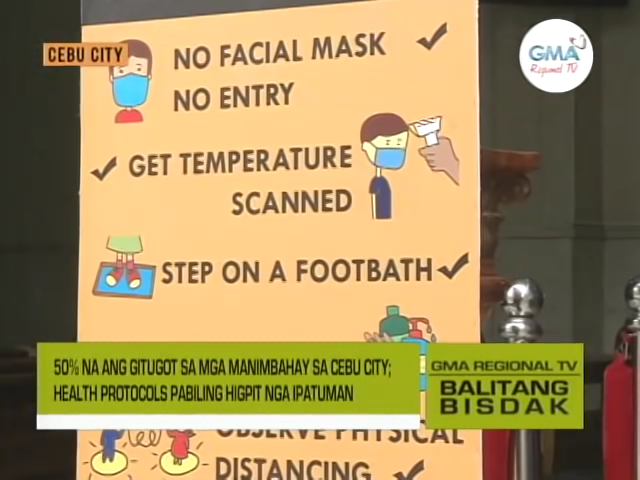 CEBU CITY
GMA
Regional TV
NO FACIAL MASK
NO ENTRY
GET TEMPERATURE
SCANNED
STEP ON A FOOTBATH
50% NA ANG GITUGOT SA MGA MANIMBAHAY SA CEBU CITY;
HEALTH PROTOCOLS PABILING HIGPIT NGA IPATUMAN
GMA REGIONAL TV
BALITANG
BISDAK
OBSERVE PHYSICAL
DISTANCING